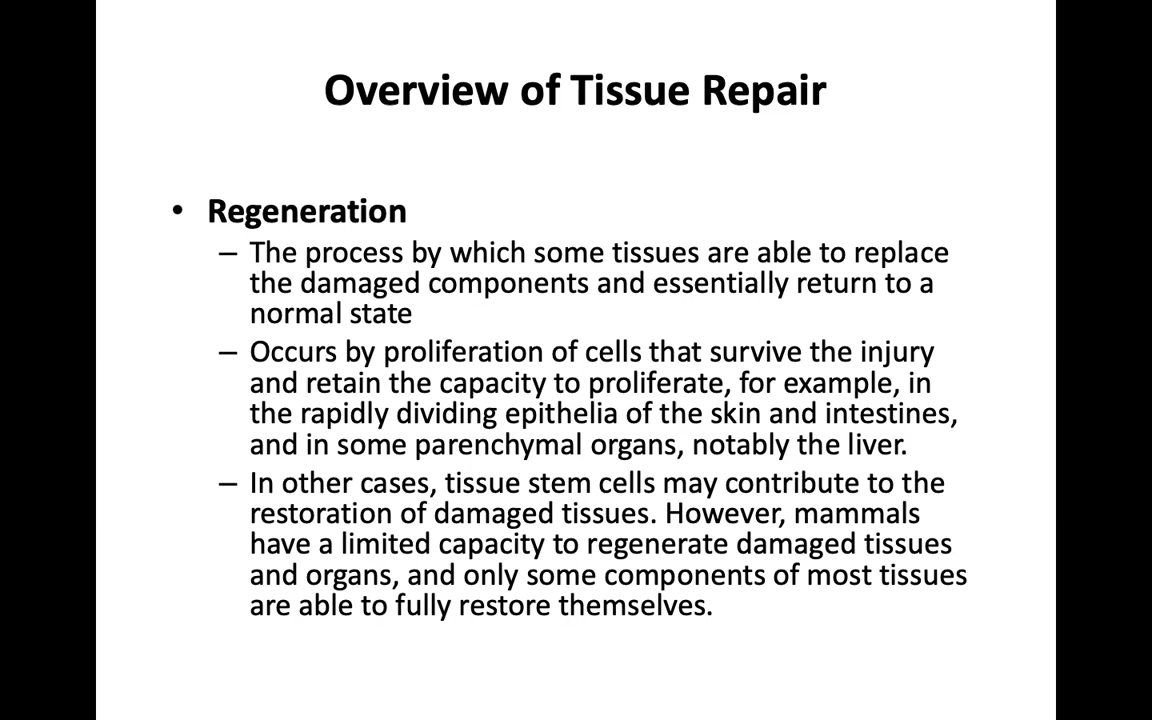 Overview of Tissue Repair
• Regeneration
– The process by which some tissues are able to replace
the damaged components and essentially return to a
normal state
– Occurs by proliferation of cells that survive the injury
and retain the capacity to proliferate, for example, in
the rapidly dividing epithelia of the skin and intestines,
and in some parenchymal organs, notably the liver.
– In other cases, tissue stem cells may contribute to the
restoration of damaged tissues. However, mammals
have a limited capacity to regenerate damaged tissues
and organs, and only some components of most tissues
are able to fully restore themselves.